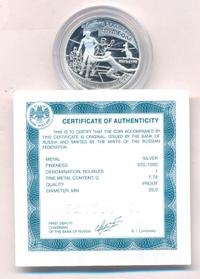 CERTIFICATE OF AUTHENTICITY
THIS IS TO CERTIFY THAT THE COIN ACCOMPANIED BY
THIS CERTIFICATE IS ORIGINAL, ISSUED BY THE BANK OF
RUSSIA AND MINTED BY THE MINTS OF THE RUSSIAN
FEDERATION.
METAL SILVER
FINENESS 925/1000
DENOMINATION, ROUBLES 1
FINE METAL CONTENT, G 7.78
QUALITY PROOF
DIAMETER, MM 25.0
FIRST DEPUTY
CHAIRMAN
OF THE BANK OF RUSSIA